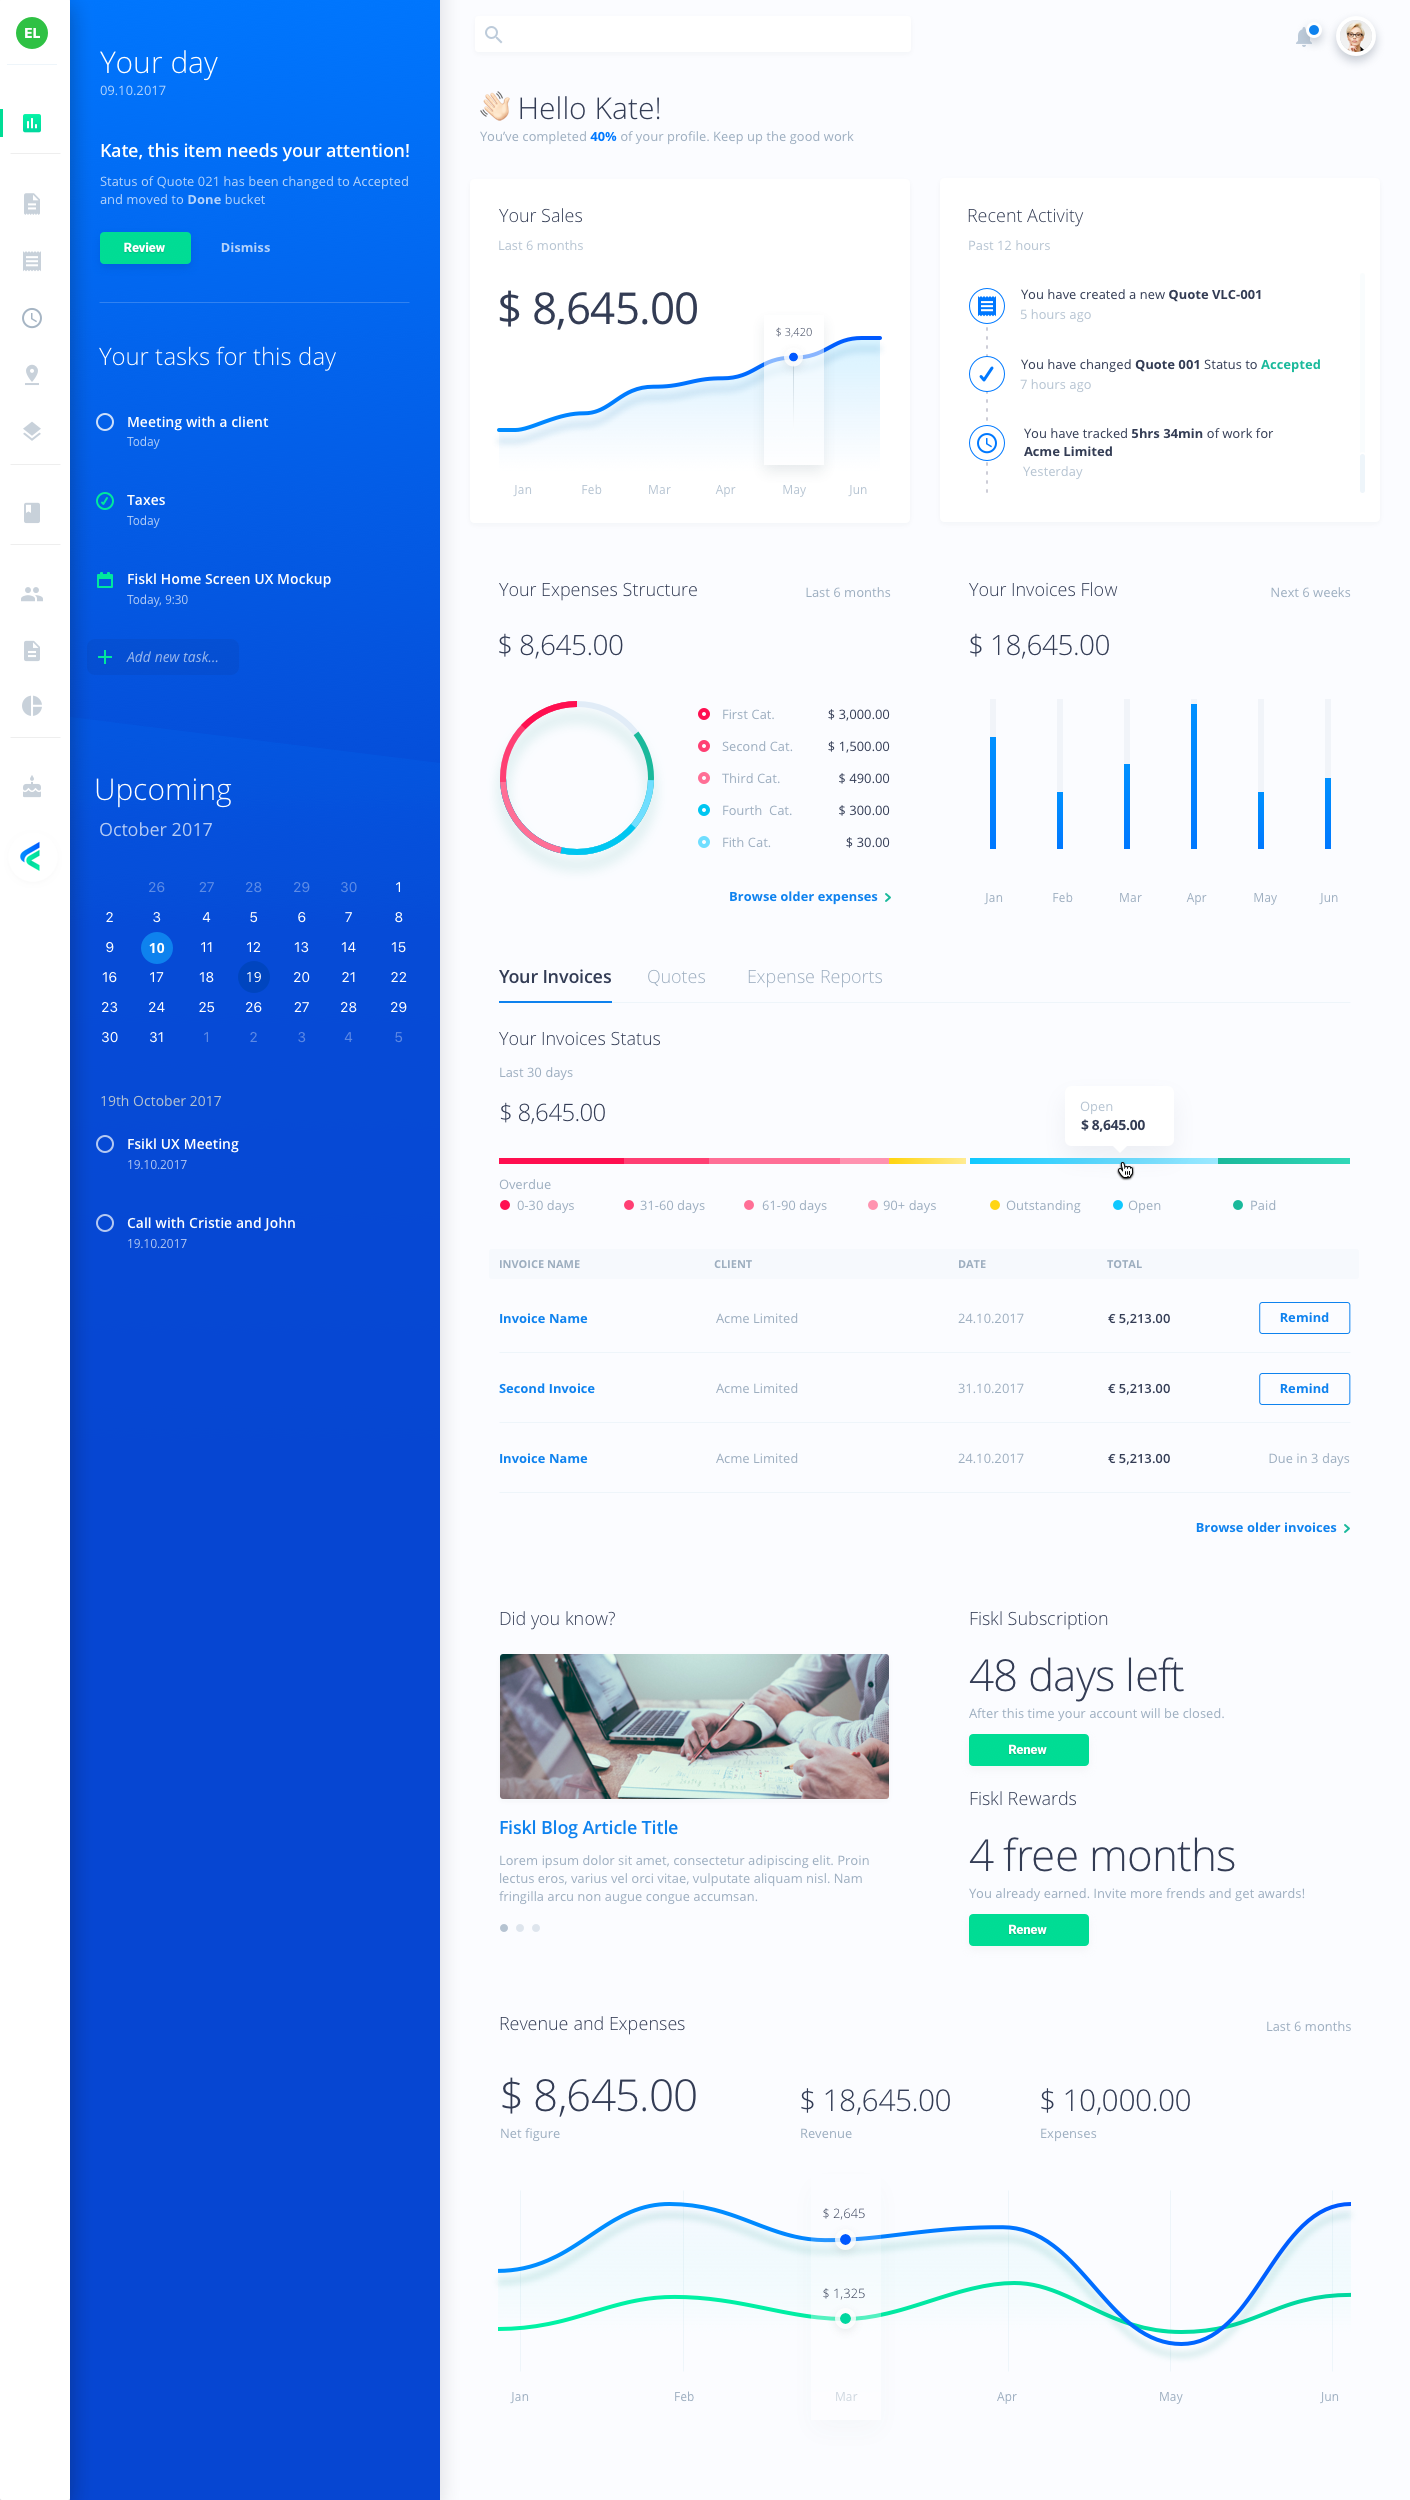 EL
Your day
09.10.2017
Kate, this item needs your attention!
Status of Quote 021 has been changed to Accepted
and moved to Done bucket
Review Dismiss
Your tasks for this day
Meeting with a client
Today
Taxes
Today
Fiskl Home Screen UX Mockup
Today, 9:30
Add new task...
Upcoming
October 2017
26 27 28 29 30 1
2 3 4 5 6 7 8
9 10 11 12 13 14 15
16 17 18 19 20 21 22
23 24 25 26 27 28 29
30 31 1 2 3 4 5
19th October 2017
Fsikl UX Meeting
19.10.2017
Call with Cristie and John
19.10.2017
Hello Kate!
You've completed 40% of your profile. Keep up the good work
Your Sales
Last 6 months
$ 8,645.00
$ 3,420
Jan Feb Mar Apr May Jun
Recent Activity
Past 12 hours
You have created a new Quote VLC-001
5 hours ago
You have changed Quote 001 Status to Accepted
7 hours ago
You have tracked 5hrs 34min of work for
Acme Limited
Yesterday
Your Expenses Structure Last 6 months
$ 8,645.00
First Cat. $ 3,000.00
Second Cat. $ 1,500.00
Third Cat. $ 490.00
Fourth Cat. $ 300.00
Fith Cat. $ 30.00
Browse older expenses
Your Invoices Flow Next 6 weeks
$ 18,645.00
Jan Feb Mar Apr May Jun
Your Invoices Quotes Expense Reports
Your Invoices Status
Last 30 days
$ 8,645.00
Open
$ 8,645.00
Overdue
0-30 days 31-60 days 61-90 days 90+ days Outstanding Open Paid
INVOICE NAME CLIENT DATE TOTAL
Invoice Name Acme Limited 24.10.2017 € 5,213.00 Remind
Second Invoice Acme Limited 31.10.2017 € 5,213.00 Remind
Invoice Name Acme Limited 24.10.2017 € 5,213.00 Due in 3 days
Browse older invoices
Did you know?
Fiskl Blog Article Title
Lorem ipsum dolor sit amet, consectetur adipiscing elit. Proin
lectus eros, varius vel orci vitae, vulputate aliquam nisl. Nam
fringilla arcu non augue congue accumsan.
Fiskl Subscription
48 days left
After this time your account will be closed.
Renew
Fiskl Rewards
4 free months
You already earned. Invite more frends and get awards!
Renew
Revenue and Expenses Last 6 months
$ 8,645.00 $ 18,645.00 $ 10,000.00
Net figure Revenue Expenses
$ 2,645
$ 1,325
Jan Feb Mar Apr May Jun